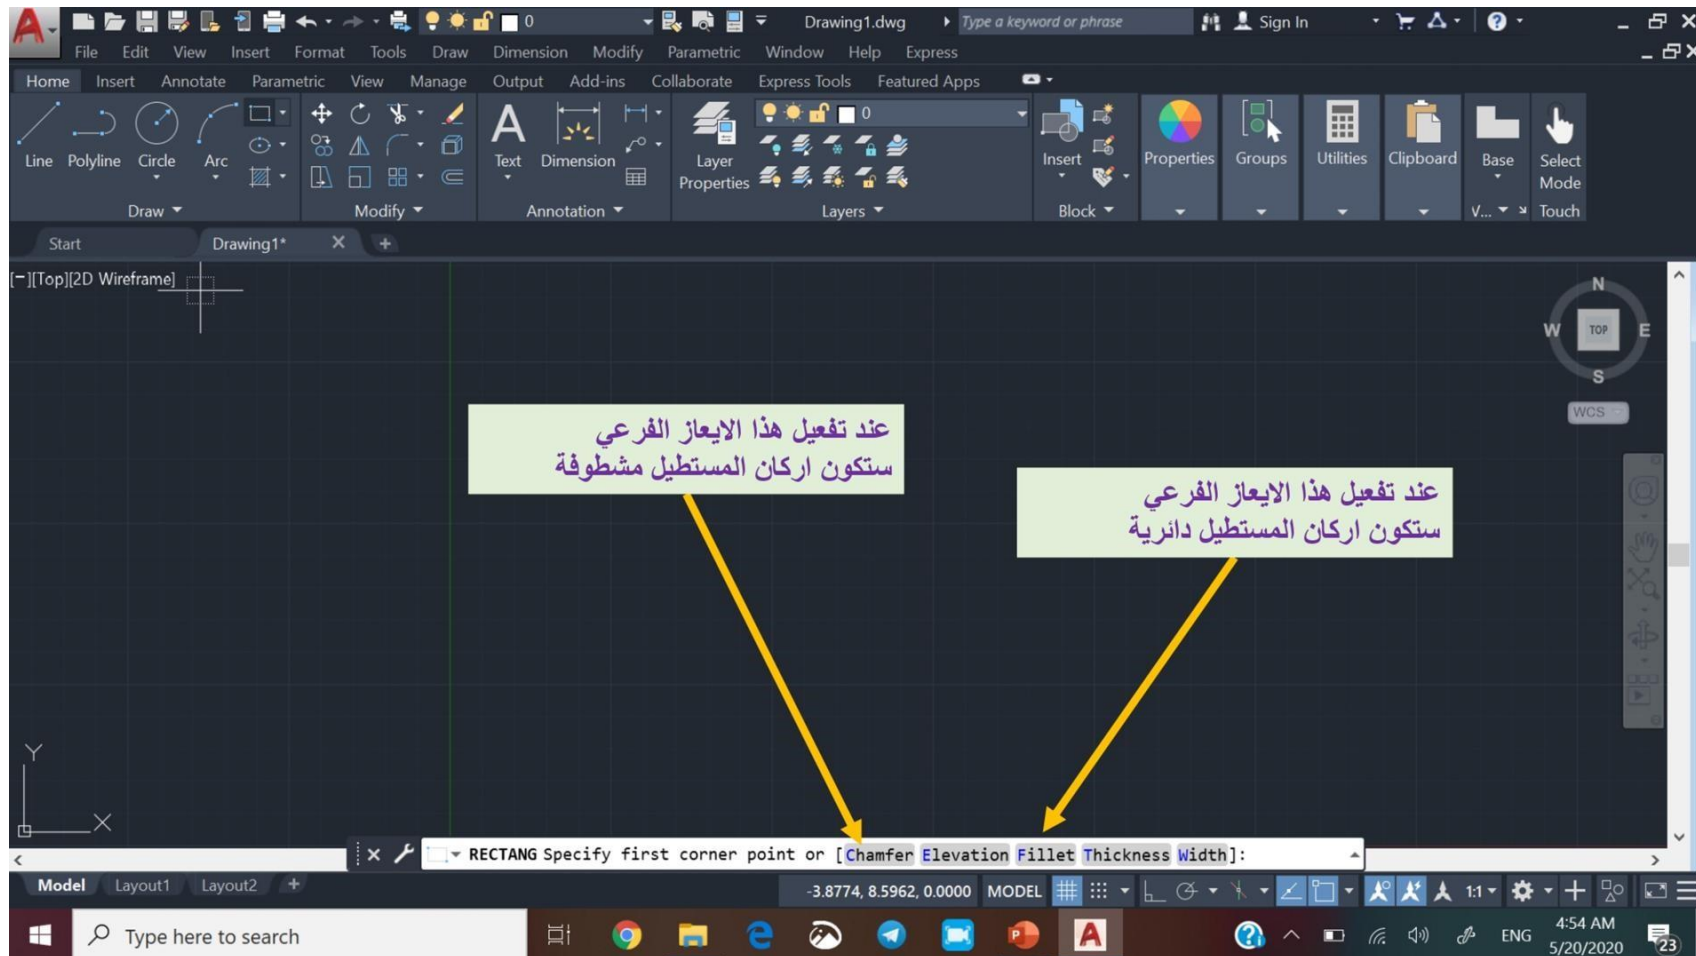 0
Drawing1.dwg
Type a keyword or phrase
Sign In
File Edit View Insert Format Tools Draw Dimension Modify Parametric Window Help Express
Home Insert Annotate Parametric View Manage Output Add-ins Collaborate Express Tools Featured Apps
0
Line Polyline Circle Arc
Text Dimension
Layer
Properties
Insert
Properties Groups Utilities Clipboard Base
Select
Mode
Draw Modify Annotation Layers Block V... Touch
Start Drawing1*
[−][Top][2D Wireframe]
N
W TOP E
S
WCS
عند تفعيل هذا الايعاز الفرعي
ستكون اركان المستطيل مشطوفة
عند تفعيل هذا الايعاز الفرعي
ستكون اركان المستطيل دائرية
Y
X
RECTANG Specify first corner point or [Chamfer Elevation Fillet Thickness Width]:
Model Layout1 Layout2
-3.8774, 8.5962, 0.0000 MODEL
1:1
Type here to search
ENG
4:54 AM
5/20/2020
23